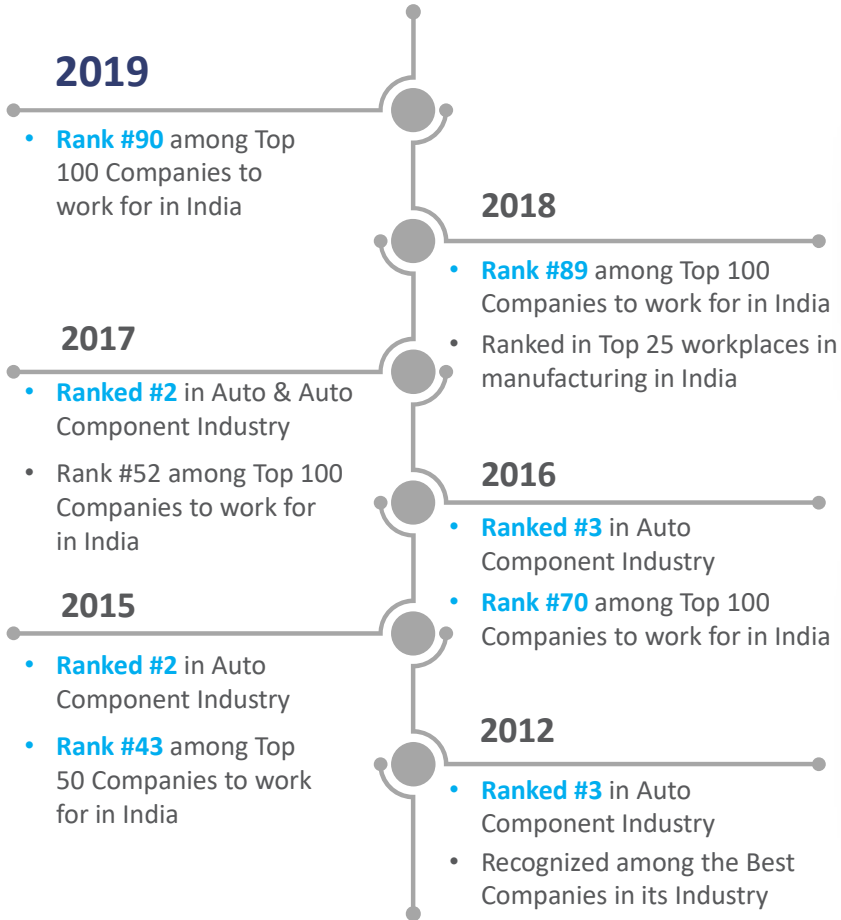 2019
• Rank #90 among Top
100 Companies to
work for in India
2018
• Rank #89 among Top 100
Companies to work for in India
• Ranked in Top 25 workplaces in
manufacturing in India
2017
• Ranked #2 in Auto & Auto
Component Industry
• Rank #52 among Top 100
Companies to work for
in India
2016
• Ranked #3 in Auto
Component Industry
• Rank #70 among Top 100
Companies to work for in India
2015
• Ranked #2 in Auto
Component Industry
• Rank #43 among Top
50 Companies to work
for in India
2012
• Ranked #3 in Auto
Component Industry
• Recognized among the Best
Companies in its Industry